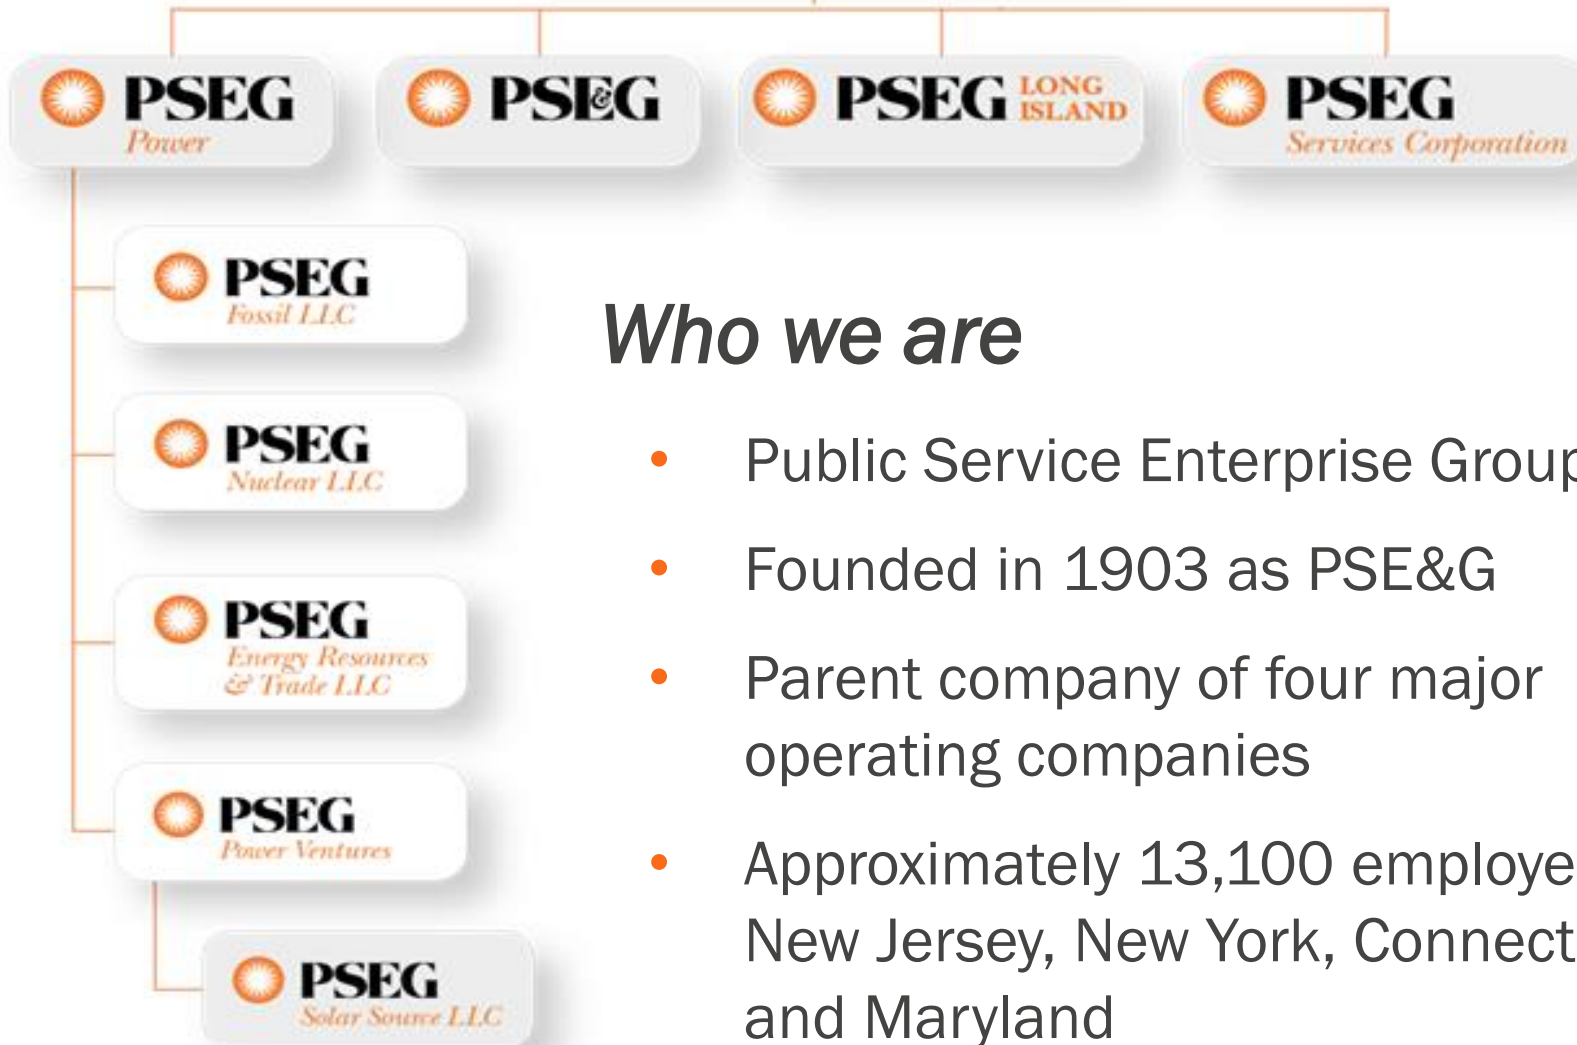 PSEG
Power
PSE&G
PSEG LONG ISLAND
PSEG
Services Corporation
PSEG
Fossil LLC
PSEG
Nuclear LLC
PSEG
Energy Resources
& Trade LLC
PSEG
Power Ventures
PSEG
Solar Source LLC
Who we are
• Public Service Enterprise Group
• Founded in 1903 as PSE&G
• Parent company of four major
operating companies
• Approximately 13,100 employe
New Jersey, New York, Connect
and Maryland